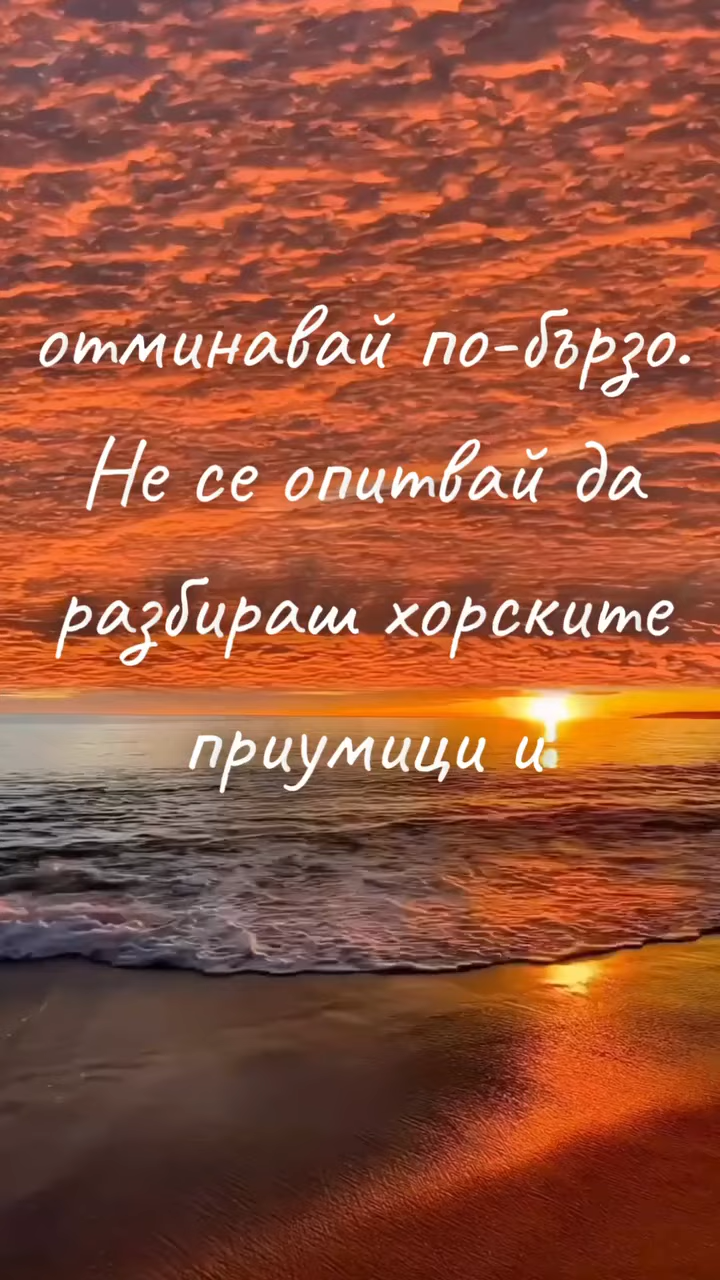 отминавай по-бързо.
Не се опитвай да
разбираш хорските
приумици и